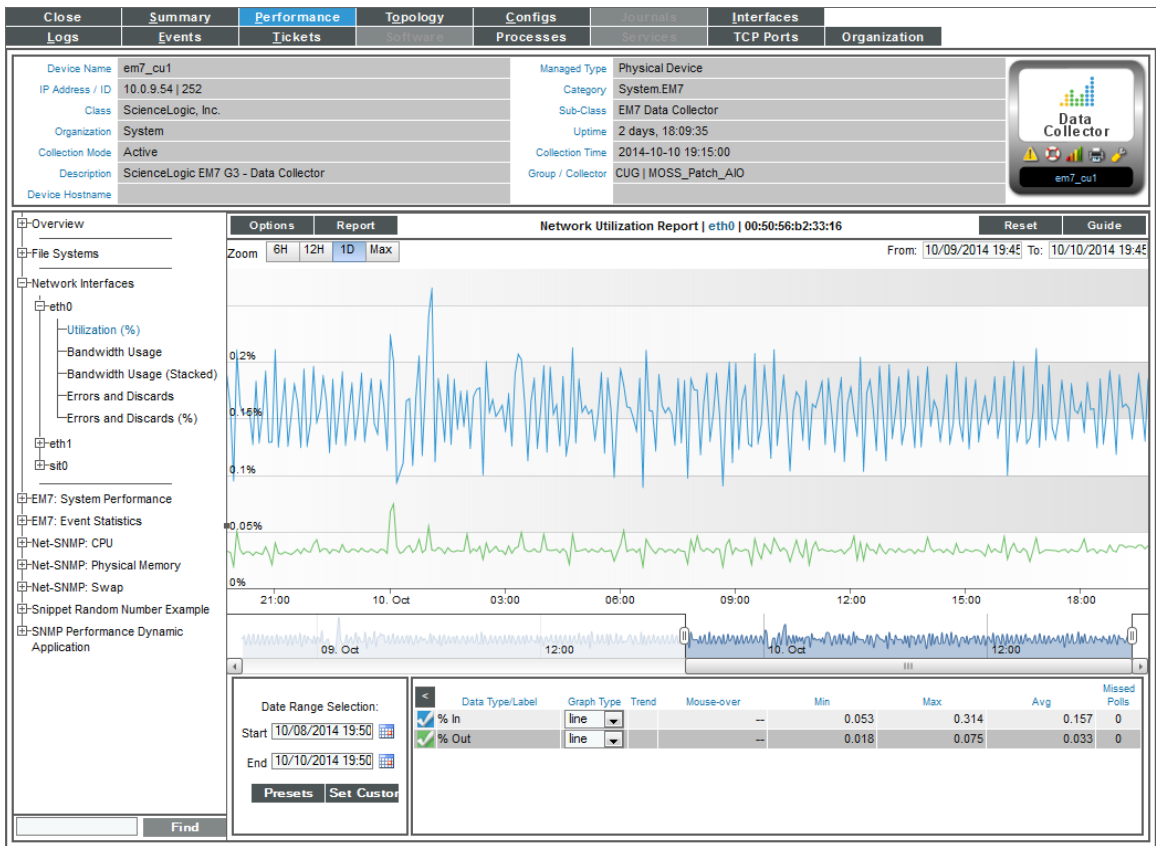 Close Summary Performance Topology Configs Journals Interfaces
Logs Events Tickets Software Processes Services TCP Ports Organization
Device Name em7_cu1 Managed Type Physical Device
IP Address / ID 10.0.9.54 | 252 Category System.EM7
Class ScienceLogic, Inc. Sub-Class EM7 Data Collector
Organization System Uptime 2 days, 18:09:35
Collection Mode Active Collection Time 2014-10-10 19:15:00
Description ScienceLogic EM7 G3 - Data Collector Group / Collector CUG | MOSS_Patch_AIO
Device Hostname
Data
Collector
em7_cu1
Overview
File Systems
Network Interfaces
eth0
Utilization (%)
Bandwidth Usage
Bandwidth Usage (Stacked)
Errors and Discards
Errors and Discards (%)
eth1
sit0
EM7: System Performance
EM7: Event Statistics
Net-SNMP: CPU
Net-SNMP: Physical Memory
Net-SNMP: Swap
Snippet Random Number Example
SNMP Performance Dynamic
Application
Find
Options Report Network Utilization Report | eth0 | 00:50:56:b2:33:16 Reset Guide
Zoom 6H 12H 1D Max From: 10/09/2014 19:45 To: 10/10/2014 19:45
0.2%
0.15%
0.1%
0.05%
0%
21:00 10. Oct 03:00 06:00 09:00 12:00 15:00 18:00
09. Oct 12:00 10. Oct 12:00
Date Range Selection:
Start 10/08/2014 19:50
End 10/10/2014 19:50
Presets Set Custor
< Data Type/Label Graph Type Trend Mouse-over Min Max Avg Missed Polls
% In line -- 0.053 0.314 0.157 0
% Out line -- 0.018 0.075 0.033 0